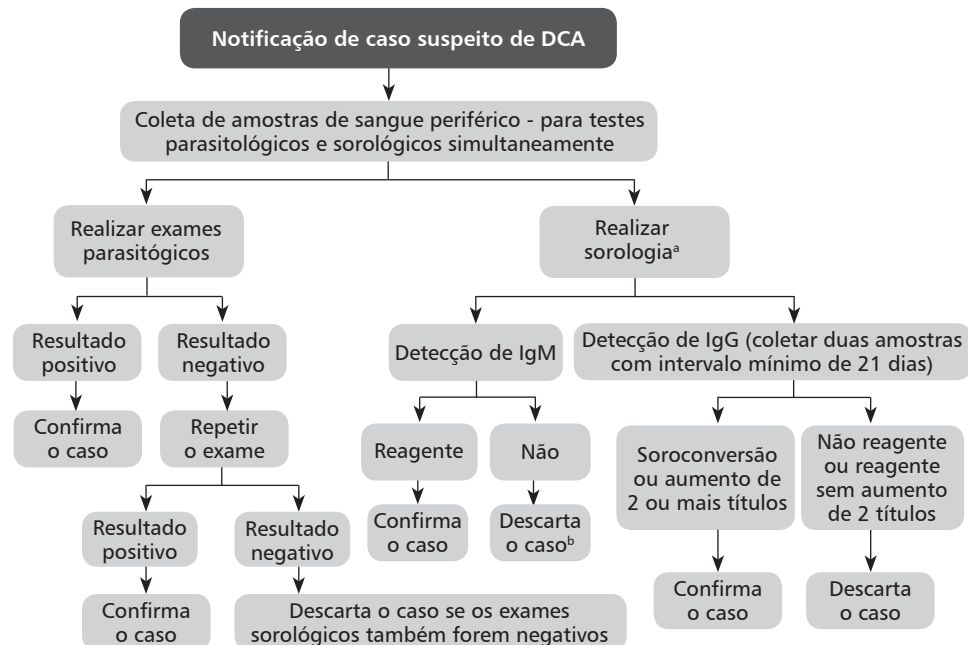 Notificação de caso suspeito de DCA
Coleta de amostras de sangue periférico - para testes
parasitológicos e sorológicos simultaneamente
Realizar exames
parasitógicos
Realizar
sorologiaᵃ
Resultado
positivo
Resultado
negativo
Detecção de IgM
Detecção de IgG (coletar duas amostras
com intervalo mínimo de 21 dias)
Confirma
o caso
Repetir
o exame
Reagente
Não
Soroconversão
ou aumento de
2 ou mais títulos
Não reagente
ou reagente
sem aumento
de 2 títulos
Resultado
positivo
Resultado
negativo
Confirma
o caso
Descarta
o casoᵇ
Confirma
o caso
Descarta o caso se os exames
sorológicos também forem negativos
Confirma
o caso
Descarta
o caso